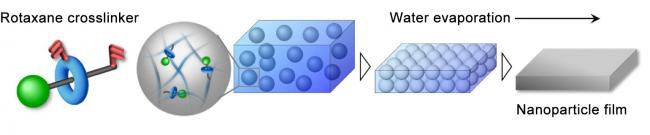 Rotaxane crosslinker
Water evaporation
Nanoparticle film